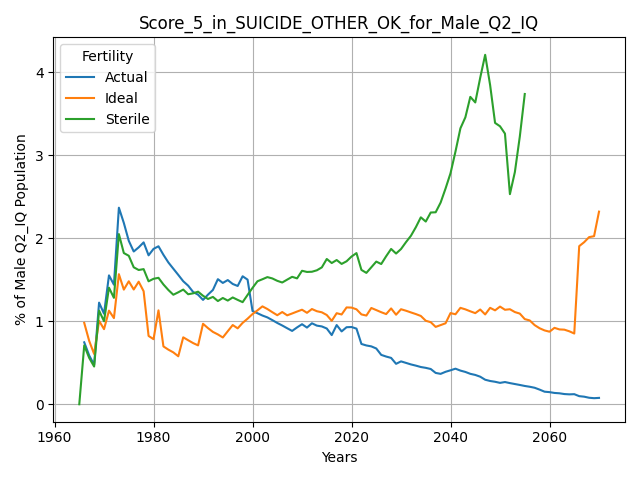 Score_5_in_SUICIDE_OTHER_OK_for_Male_Q2_IQ
Fertility
Actual
Ideal
Sterile
% of Male Q2_IQ Population
4
3
2
1
0
1960
1980
2000
2020
2040
2060
Years